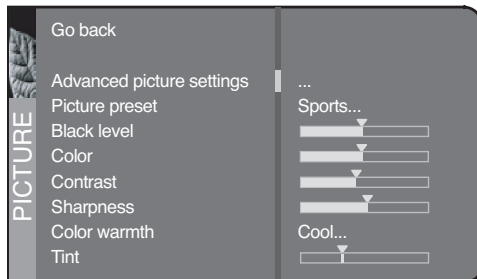 PICTURE
Go back
Advanced picture settings ...
Picture preset Sports...
Black level
Color
Contrast
Sharpness
Color warmth Cool...
Tint